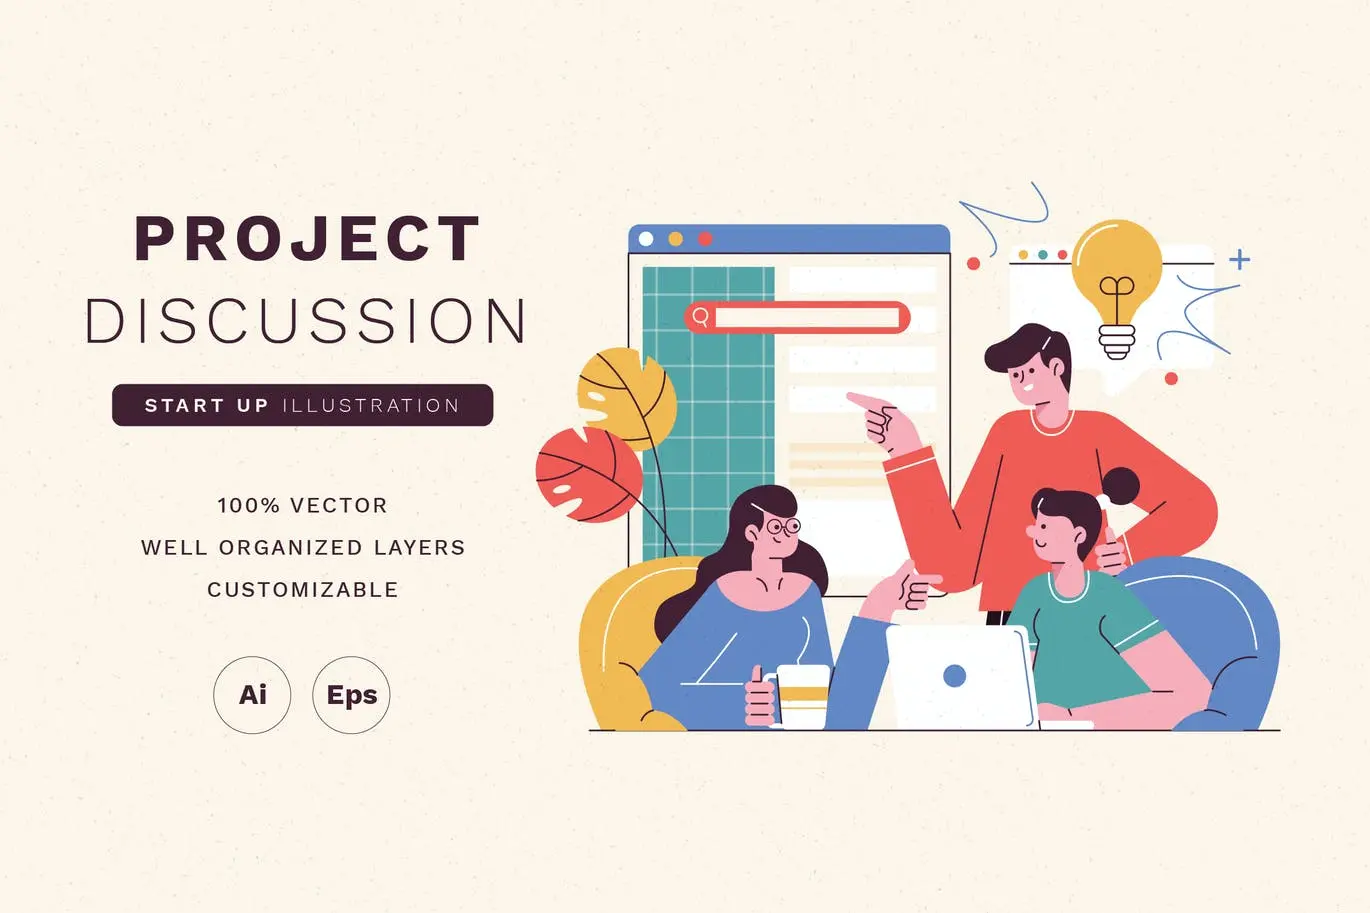 PROJECT
DISCUSSION
START UP ILLUSTRATION
100% VECTOR
WELL ORGANIZED LAYERS
CUSTOMIZABLE
Ai
Eps